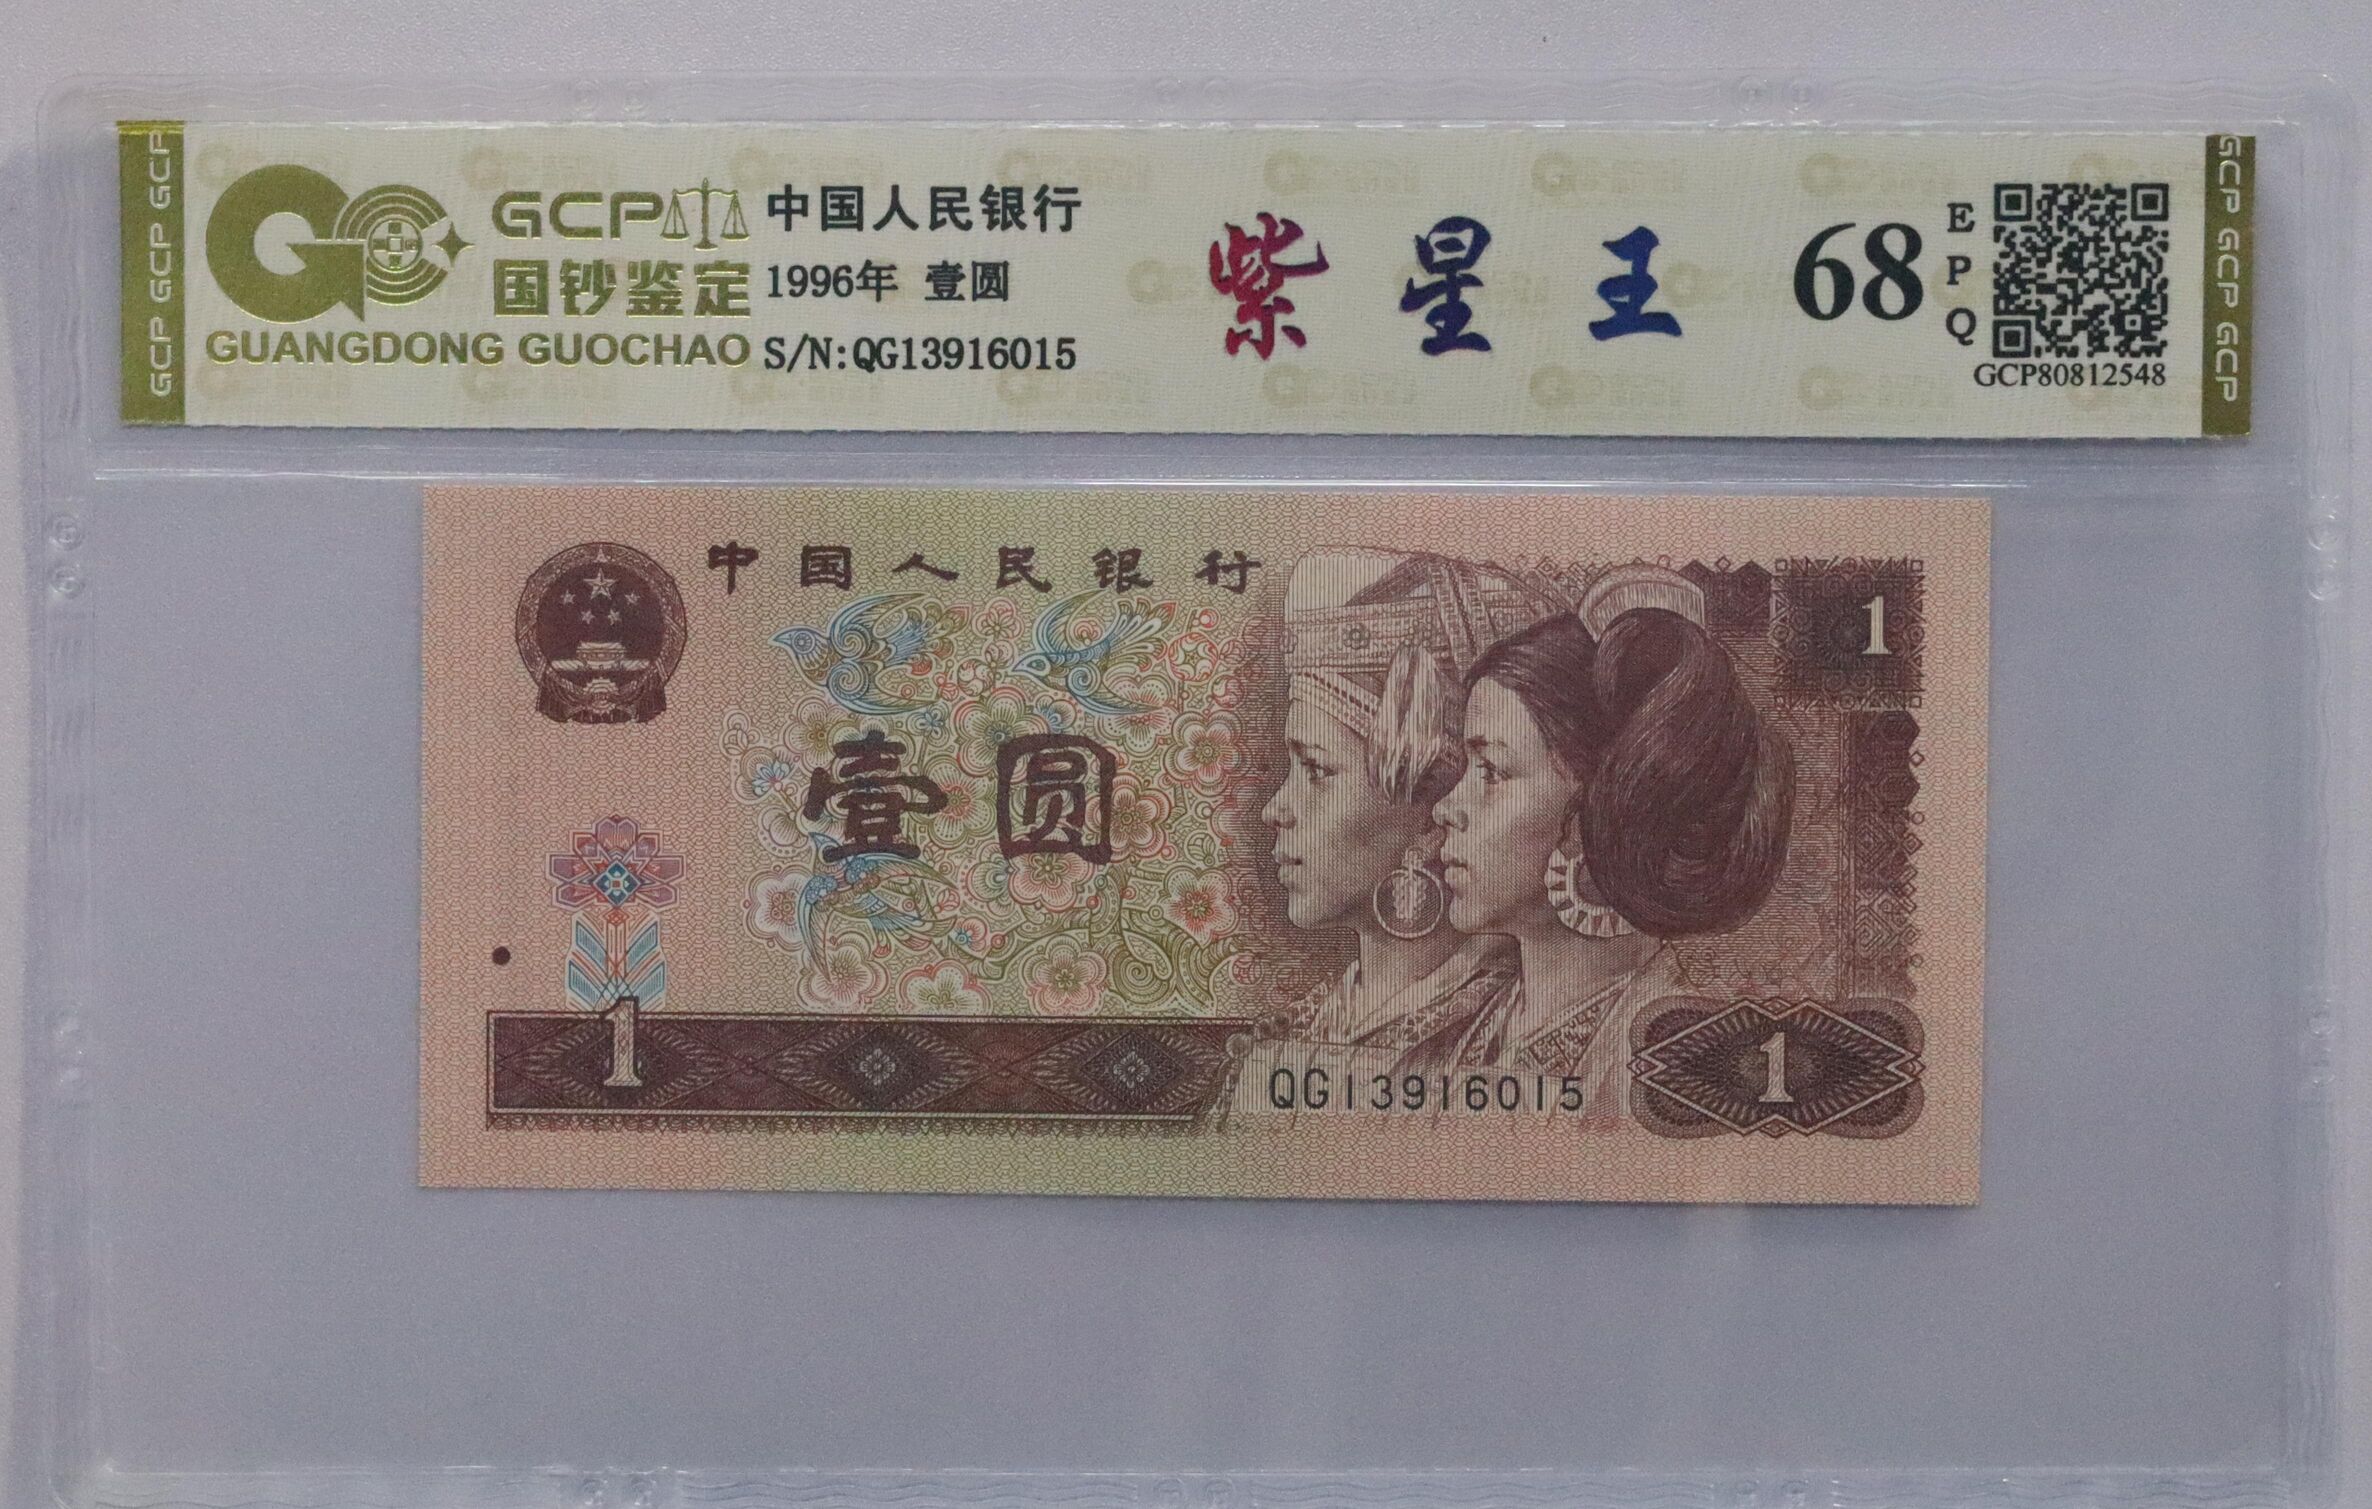 GCP GCP GCP
GCP
国钞鉴定
GUANGDONG GUOCHAO
中国人民银行
1996年 壹圆
S/N:QG13916015
紫星王
68
EPQ
GCP80812548
GCP GCP GCP
中国人民银行
1
壹圆
1
QG13916015
1